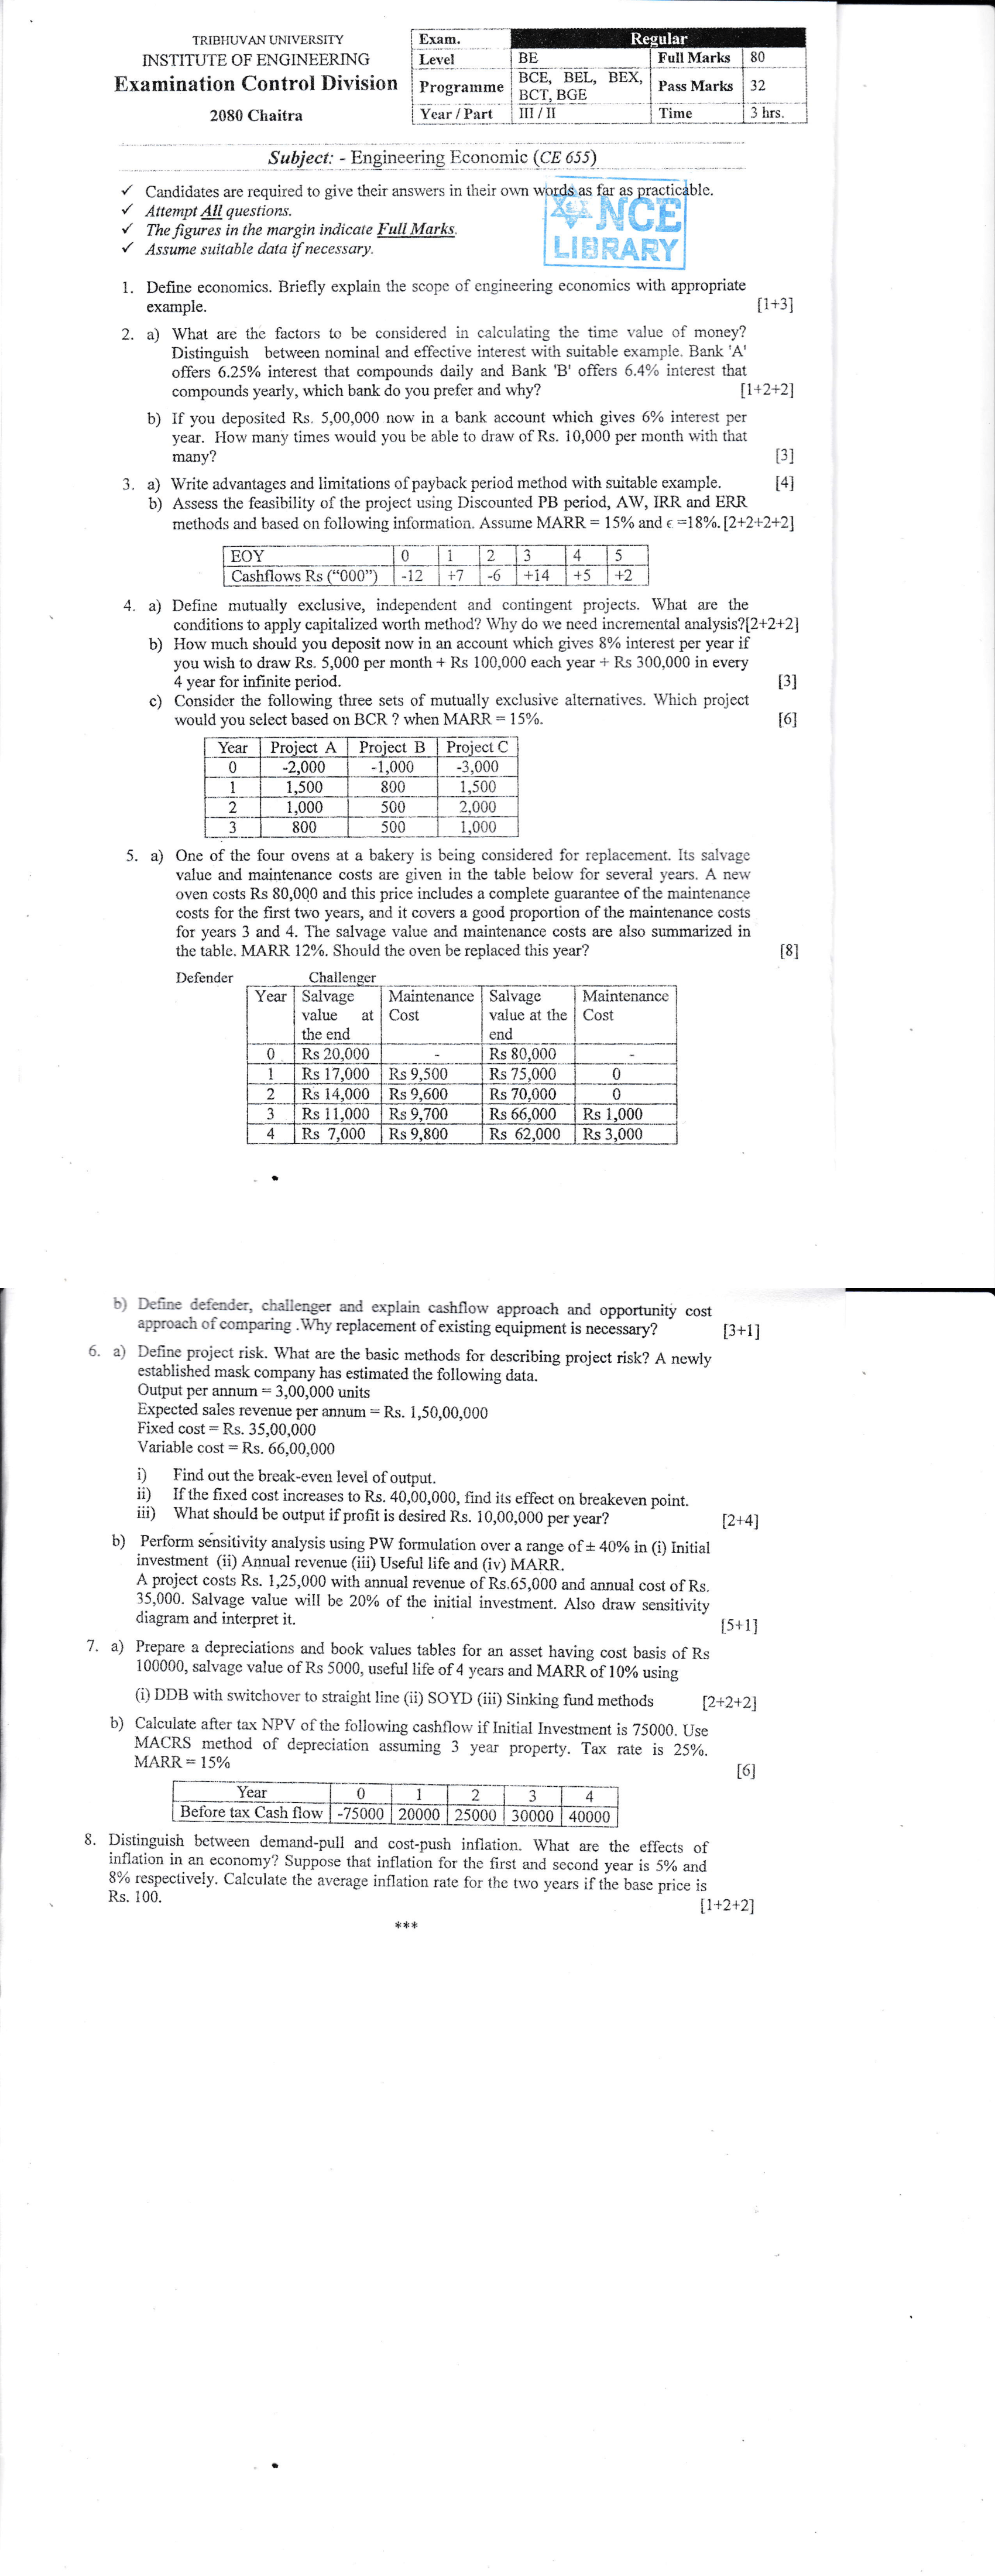 TRIBHUVAN UNIVERSITY
INSTITUTE OF ENGINEERING
Examination Control Division
2080 Chaitra
Exam. Regular
Level BE Full Marks 80
Programme BCE, BEL, BEX, BCT, BGE Pass Marks 32
Year / Part III / II Time 3 hrs.
Subject: - Engineering Economic (CE 655)
✓ Candidates are required to give their answers in their own words as far as practicable.
✓ Attempt All questions.
✓ The figures in the margin indicate Full Marks.
✓ Assume suitable data if necessary.
NCE
LIBRARY
1. Define economics. Briefly explain the scope of engineering economics with appropriate
example. [1+3]
2. a) What are the factors to be considered in calculating the time value of money?
Distinguish between nominal and effective interest with suitable example. Bank 'A'
offers 6.25% interest that compounds daily and Bank 'B' offers 6.4% interest that
compounds yearly, which bank do you prefer and why? [1+2+2]
b) If you deposited Rs. 5,00,000 now in a bank account which gives 6% interest per
year. How many times would you be able to draw of Rs. 10,000 per month with that
many? [3]
3. a) Write advantages and limitations of payback period method with suitable example. [4]
b) Assess the feasibility of the project using Discounted PB period, AW, IRR and ERR
methods and based on following information. Assume MARR = 15% and ϵ =18%. [2+2+2+2]
EOY 0 1 2 3 4 5
Cashflows Rs ("000") -12 +7 -6 +14 +5 +2
4. a) Define mutually exclusive, independent and contingent projects. What are the
conditions to apply capitalized worth method? Why do we need incremental analysis?[2+2+2]
b) How much should you deposit now in an account which gives 8% interest per year if
you wish to draw Rs. 5,000 per month + Rs 100,000 each year + Rs 300,000 in every
4 year for infinite period. [3]
c) Consider the following three sets of mutually exclusive alternatives. Which project
would you select based on BCR ? when MARR = 15%. [6]
Year Project A Project B Project C
0 -2,000 -1,000 -3,000
1 1,500 800 1,500
2 1,000 500 2,000
3 800 500 1,000
5. a) One of the four ovens at a bakery is being considered for replacement. Its salvage
value and maintenance costs are given in the table below for several years. A new
oven costs Rs 80,000 and this price includes a complete guarantee of the maintenance
costs for the first two years, and it covers a good proportion of the maintenance costs
for years 3 and 4. The salvage value and maintenance costs are also summarized in
the table. MARR 12%. Should the oven be replaced this year? [8]
Defender Challenger
Year Salvage Maintenance Salvage Maintenance
value at Cost value at the Cost
the end end
0 Rs 20,000 - Rs 80,000 -
1 Rs 17,000 Rs 9,500 Rs 75,000 0
2 Rs 14,000 Rs 9,600 Rs 70,000 0
3 Rs 11,000 Rs 9,700 Rs 66,000 Rs 1,000
4 Rs 7,000 Rs 9,800 Rs 62,000 Rs 3,000
b) Define defender, challenger and explain cashflow approach and opportunity cost
approach of comparing .Why replacement of existing equipment is necessary? [3+1]
6. a) Define project risk. What are the basic methods for describing project risk? A newly
established mask company has estimated the following data.
Output per annum = 3,00,000 units
Expected sales revenue per annum = Rs. 1,50,00,000
Fixed cost = Rs. 35,00,000
Variable cost = Rs. 66,00,000
i) Find out the break-even level of output.
ii) If the fixed cost increases to Rs. 40,00,000, find its effect on breakeven point.
iii) What should be output if profit is desired Rs. 10,00,000 per year? [2+4]
b) Perform sensitivity analysis using PW formulation over a range of ± 40% in (i) Initial
investment (ii) Annual revenue (iii) Useful life and (iv) MARR.
A project costs Rs. 1,25,000 with annual revenue of Rs.65,000 and annual cost of Rs.
35,000. Salvage value will be 20% of the initial investment. Also draw sensitivity
diagram and interpret it. [5+1]
7. a) Prepare a depreciations and book values tables for an asset having cost basis of Rs
100000, salvage value of Rs 5000, useful life of 4 years and MARR of 10% using
(i) DDB with switchover to straight line (ii) SOYD (iii) Sinking fund methods [2+2+2]
b) Calculate after tax NPV of the following cashflow if Initial Investment is 75000. Use
MACRS method of depreciation assuming 3 year property. Tax rate is 25%.
MARR = 15% [6]
Year 0 1 2 3 4
Before tax Cash flow -75000 20000 25000 30000 40000
8. Distinguish between demand-pull and cost-push inflation. What are the effects of
inflation in an economy? Suppose that inflation for the first and second year is 5% and
8% respectively. Calculate the average inflation rate for the two years if the base price is
Rs. 100. [1+2+2]
***